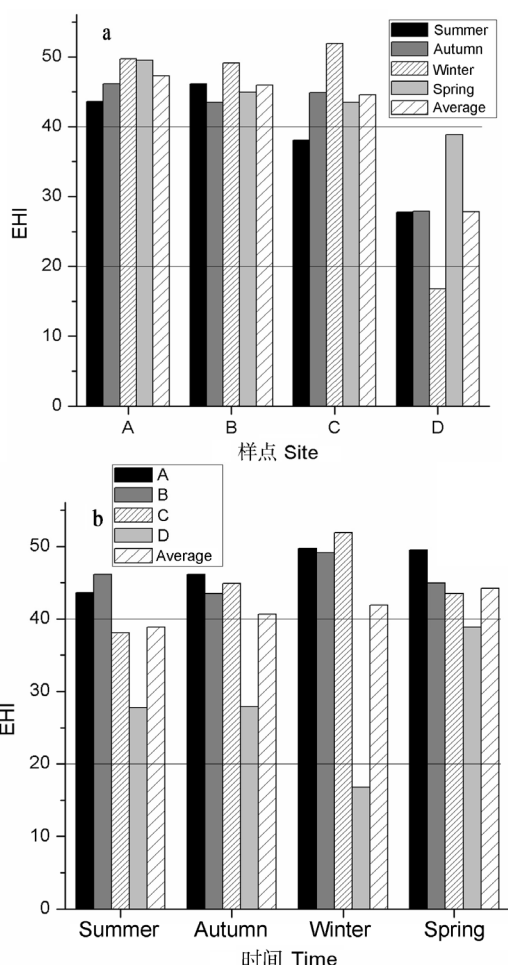 a
Summer
Autumn
Winter
Spring
Average
50
40
30
20
10
0
EHI
A B C D
样点 Site
b
A
B
C
D
Average
50
40
30
20
10
0
EHI
Summer Autumn Winter Spring
时间 Time